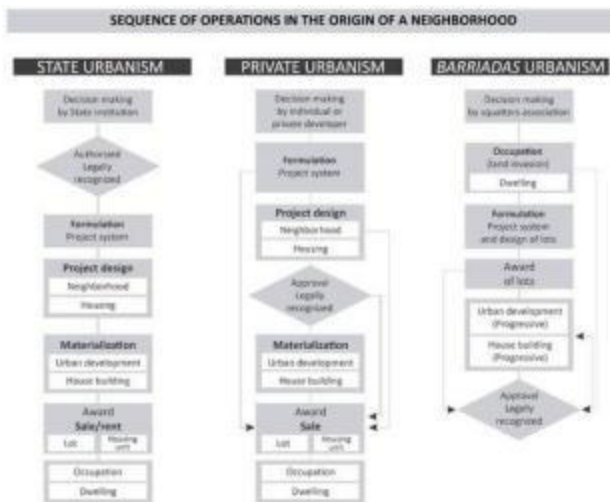 SEQUENCE OF OPERATIONS IN THE ORIGIN OF A NEIGHBORHOOD
STATE URBANISM
Decision making
by State institution
Authorized
Legally
recognized
Formulation
Project system
Project design
Neighborhood
Housing
Materialization
Urban development
House building
Award
Sale/rent
Lot
Housing
unit
Occupation
Dwelling
PRIVATE URBANISM
Decision making
by individual or
private developer
Formulation
Project system
Project design
Neighborhood
Housing
Approval
Legally
recognized
Materialization
Urban development
House building
Award
Sale
Lot
Housing
unit
Occupation
Dwelling
BARRIADAS URBANISM
Decision making
by squatters association
Occupation
(land invasion)
Dwelling
Formulation
Project system
and design of lots
Award
of lots
Urban development
(Progressive)
House building
(Progressive)
Approval
Legally
recognized